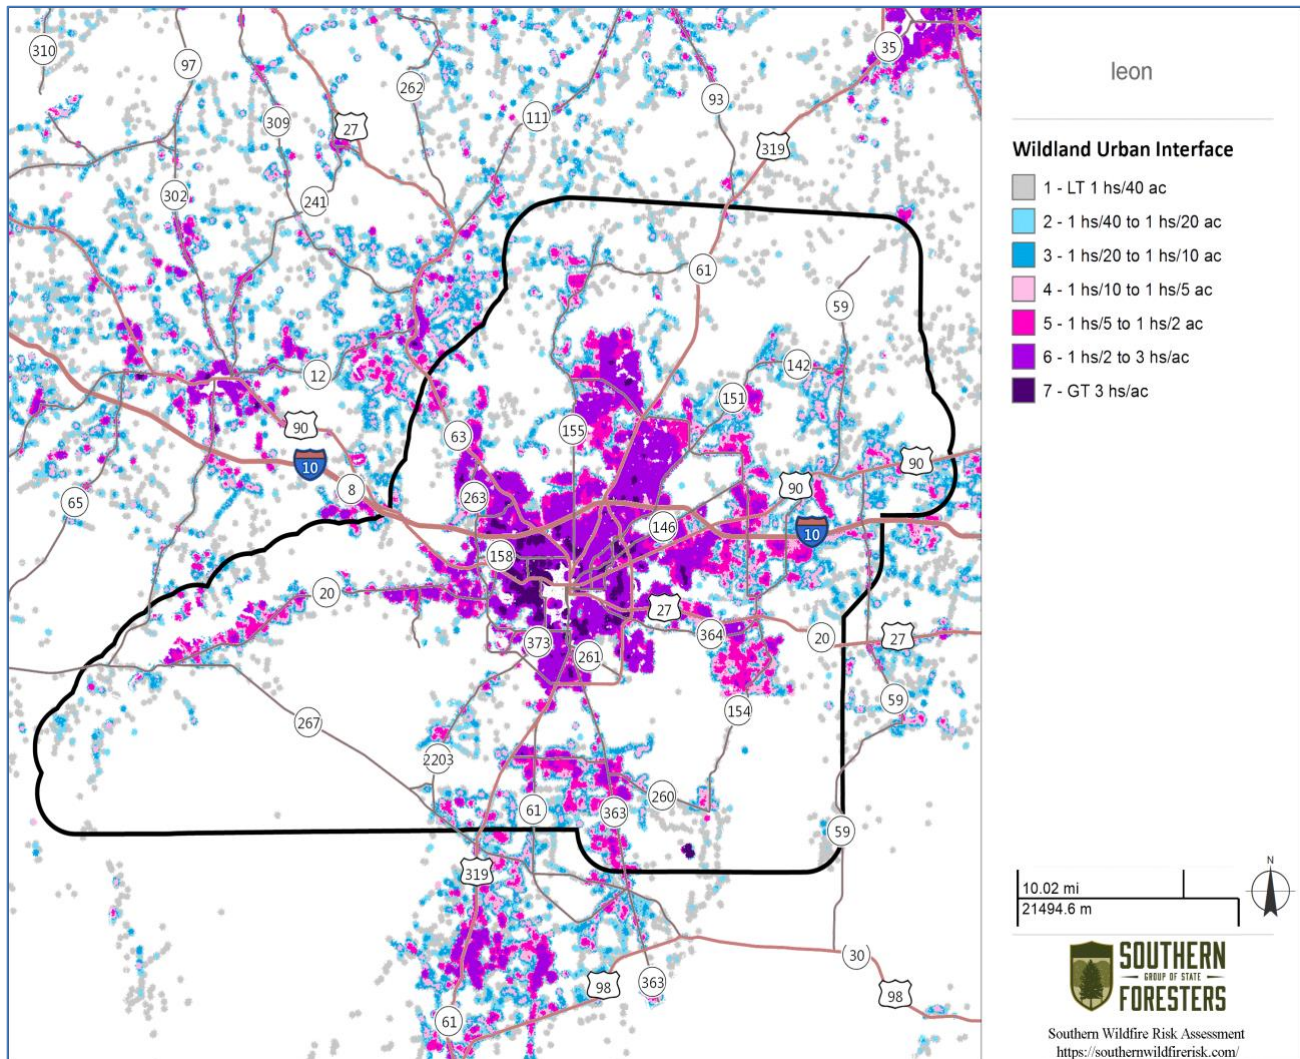 310
97
262
35
93
309
27
111
319
302
241
61
59
12
142
151
90
63
155
10
90
90
8
65
263
146
10
158
20
27
373
261
364
20
27
267
154
59
2203
260
61
363
59
319
30
98
363
98
61
leon
Wildland Urban Interface
1 - LT 1 hs/40 ac
2 - 1 hs/40 to 1 hs/20 ac
3 - 1 hs/20 to 1 hs/10 ac
4 - 1 hs/10 to 1 hs/5 ac
5 - 1 hs/5 to 1 hs/2 ac
6 - 1 hs/2 to 3 hs/ac
7 - GT 3 hs/ac
10.02 mi
21494.6 m
N
SOUTHERN
GROUP OF STATE
FORESTERS
Southern Wildfire Risk Assessment
https://southernwildfirerisk.com/